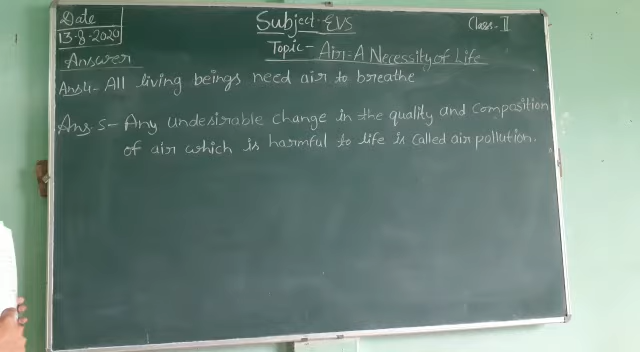 Date
Subject-EVS
Class-II
13-8-2020
Topic- Air-A Necessity of Life
Answer
Ans4- All living beings need air to breathe
Ans.5- Any undesirable change in the quality and composition
of air which is harmful to life is called air pollution.